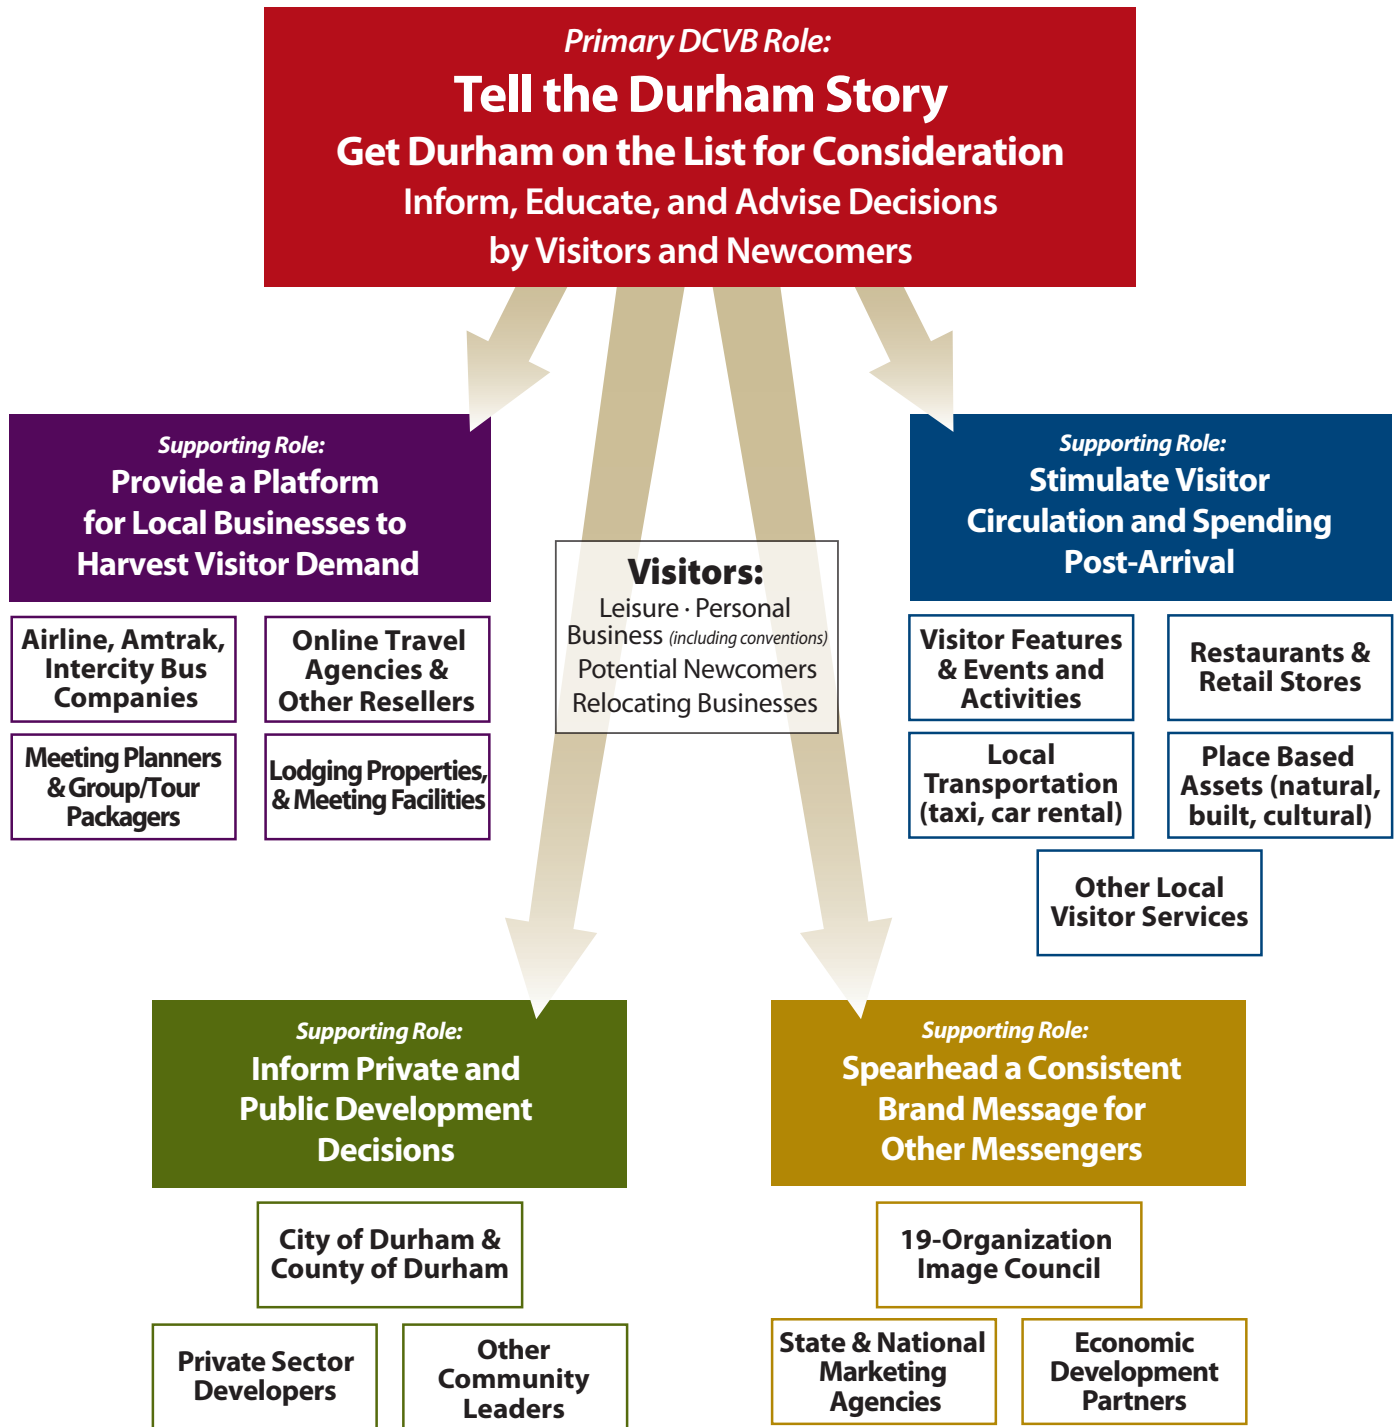 Primary DCVB Role:
Tell the Durham Story
Get Durham on the List for Consideration
Inform, Educate, and Advise Decisions
by Visitors and Newcomers
Supporting Role:
Provide a Platform
for Local Businesses to
Harvest Visitor Demand
Airline, Amtrak,
Intercity Bus
Companies
Online Travel
Agencies &
Other Resellers
Meeting Planners
& Group/Tour
Packagers
Lodging Properties,
& Meeting Facilities
Visitors:
Leisure · Personal
Business (including conventions)
Potential Newcomers
Relocating Businesses
Supporting Role:
Stimulate Visitor
Circulation and Spending
Post-Arrival
Visitor Features
& Events and
Activities
Restaurants &
Retail Stores
Local
Transportation
(taxi, car rental)
Place Based
Assets (natural,
built, cultural)
Other Local
Visitor Services
Supporting Role:
Inform Private and
Public Development
Decisions
City of Durham &
County of Durham
Private Sector
Developers
Other
Community
Leaders
Supporting Role:
Spearhead a Consistent
Brand Message for
Other Messengers
19-Organization
Image Council
State & National
Marketing
Agencies
Economic
Development
Partners